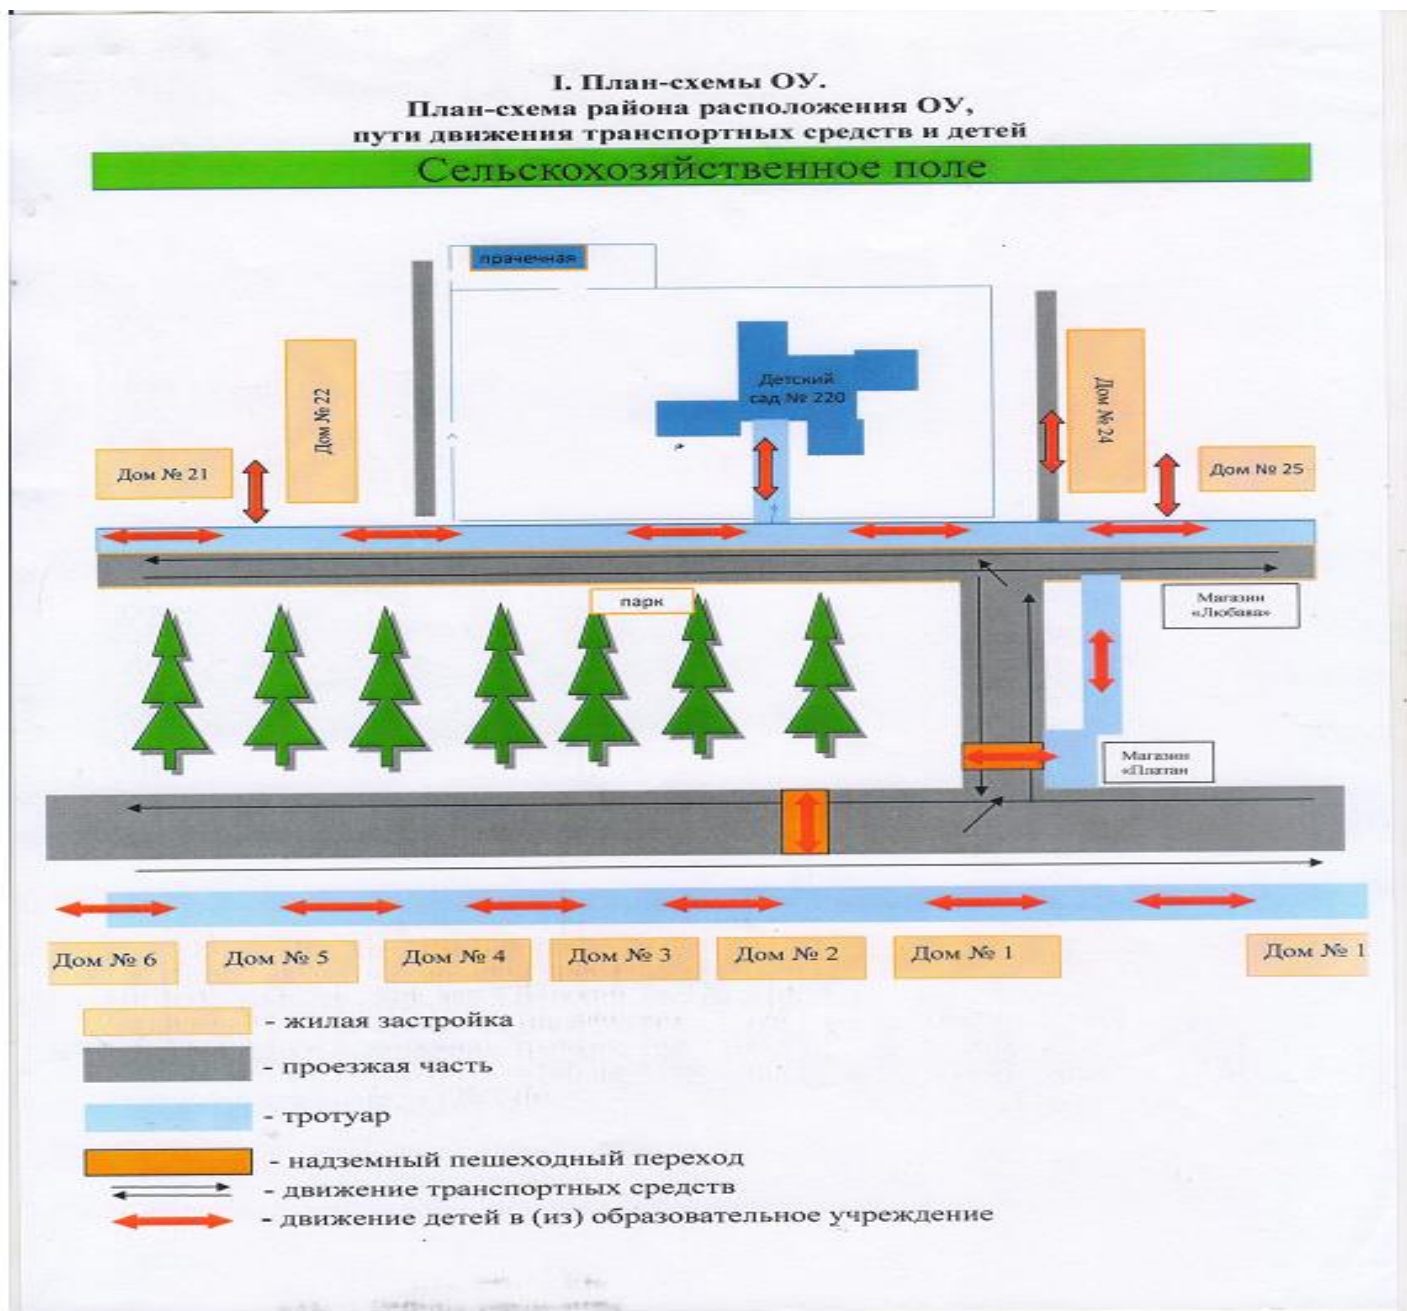 I. План-схемы ОУ.
План-схема района расположения ОУ,
пути движения транспортных средств и детей
Сельскохозяйственное поле
прачечная
Детский
сад № 220
Дом № 22
Дом № 24
Дом № 21
Дом № 25
парк
Магазин
«Любава»
Магазин
«Платан
Дом № 6
Дом № 5
Дом № 4
Дом № 3
Дом № 2
Дом № 1
Дом № 1
- жилая застройка
- проезжая часть
- тротуар
- надземный пешеходный переход
- движение транспортных средств
- движение детей в (из) образовательное учреждение